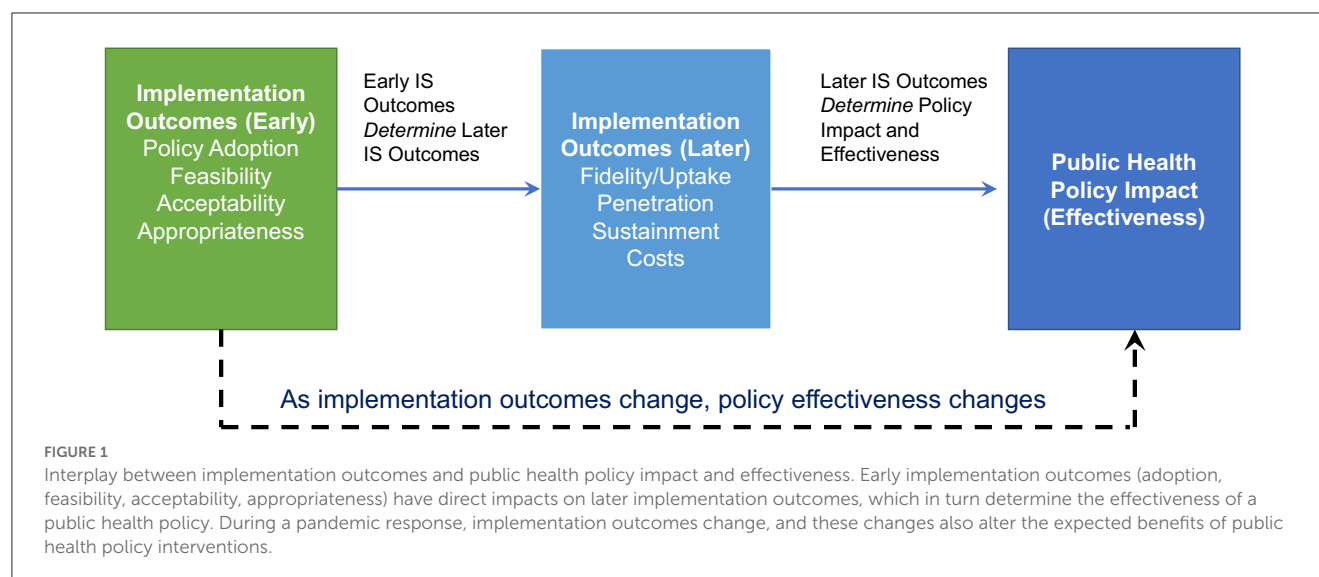 Implementation
Outcomes (Early)
Policy Adoption
Feasibility
Acceptability
Appropriateness
Early IS
Outcomes
Determine Later
IS Outcomes
Implementation
Outcomes (Later)
Fidelity/Uptake
Penetration
Sustainment
Costs
Later IS Outcomes
Determine Policy
Impact and
Effectiveness
Public Health
Policy Impact
(Effectiveness)
As implementation outcomes change, policy effectiveness changes
FIGURE 1
Interplay between implementation outcomes and public health policy impact and effectiveness. Early implementation outcomes (adoption,
feasibility, acceptability, appropriateness) have direct impacts on later implementation outcomes, which in turn determine the effectiveness of a
public health policy. During a pandemic response, implementation outcomes change, and these changes also alter the expected benefits of public
health policy interventions.